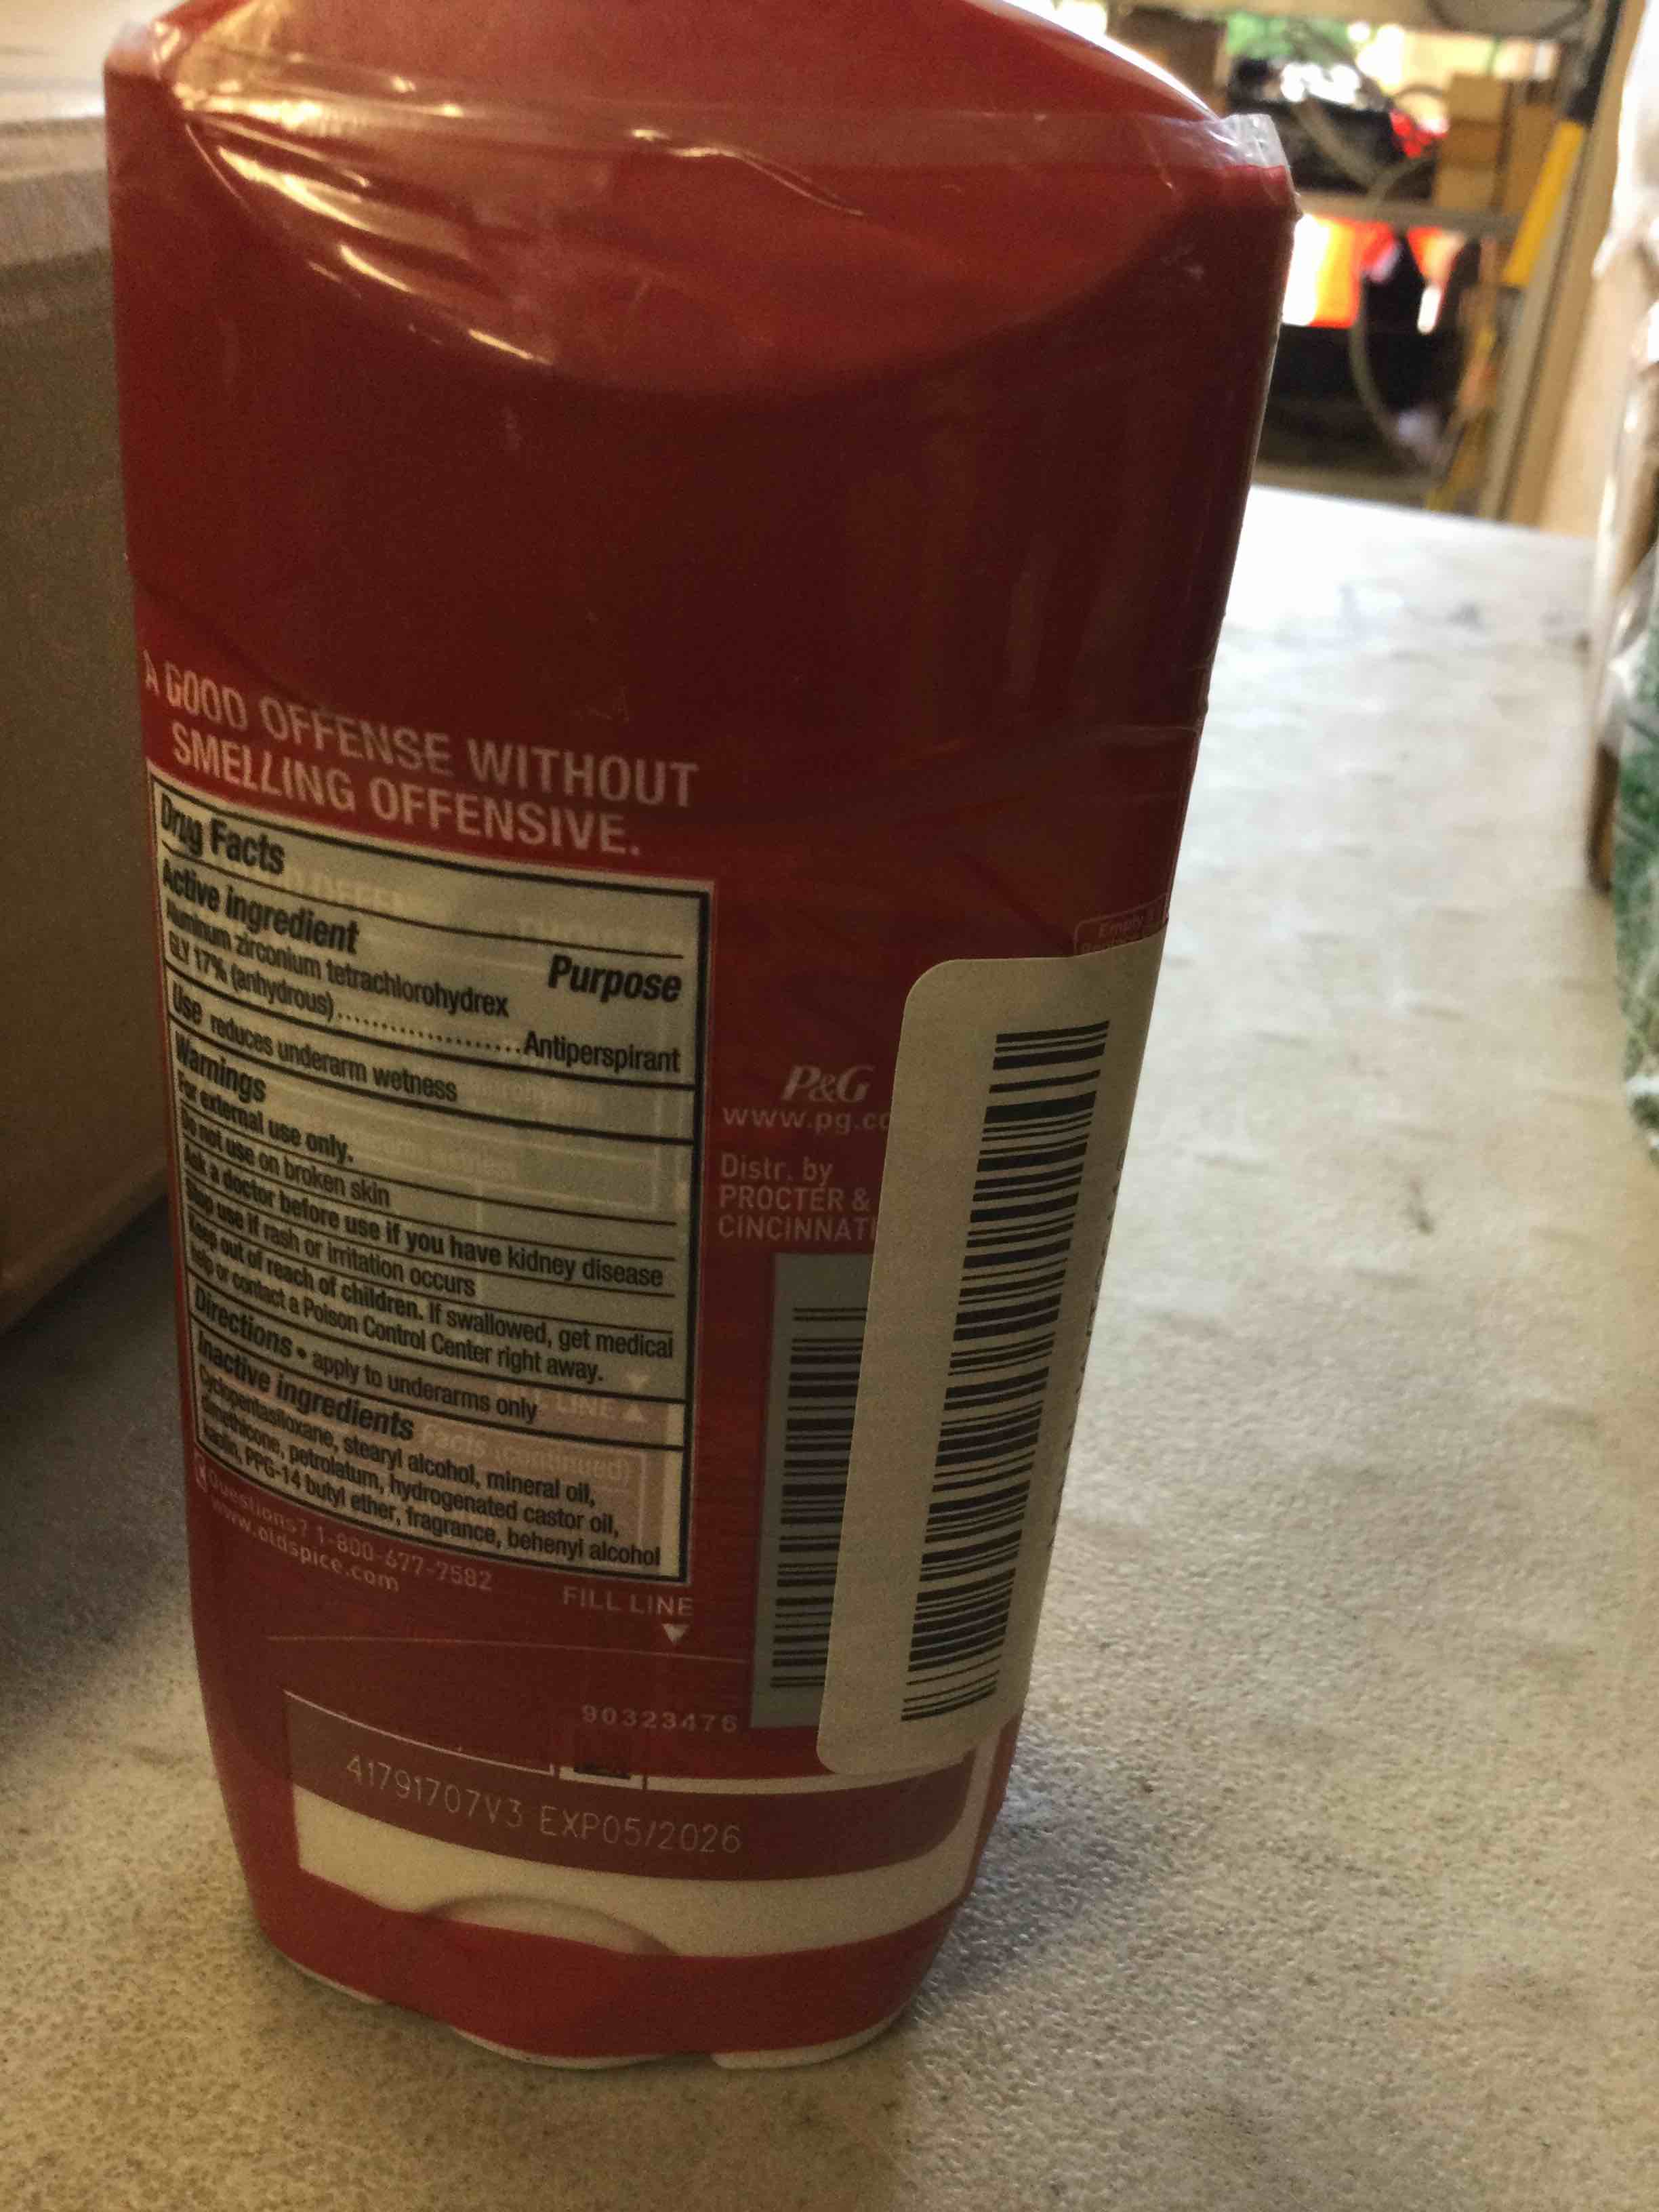 A GOOD OFFENSE WITHOUT
SMELLING OFFENSIVE.
Drug Facts
Active ingredient Purpose
Aluminum zirconium tetrachlorohydrex
GLY 17% (anhydrous)....................Antiperspirant
Use reduces underarm wetness
Warnings
For external use only.
Do not use on broken skin
Ask a doctor before use if you have kidney disease
Stop use if rash or irritation occurs
Keep out of reach of children. If swallowed, get medical
help or contact a Poison Control Center right away.
Directions • apply to underarms only
Inactive ingredients
Cyclopentasiloxane, stearyl alcohol, mineral oil,
dimethicone, petrolatum, hydrogenated castor oil,
kaolin, PPG-14 butyl ether, fragrance, behenyl alcohol
Questions? 1-800-677-7582
www.oldspice.com
FILL LINE
P&G
www.pg.co
Distr. by
PROCTER &
CINCINNATI
Empty &
90323476
41791707V3 EXP05/2026